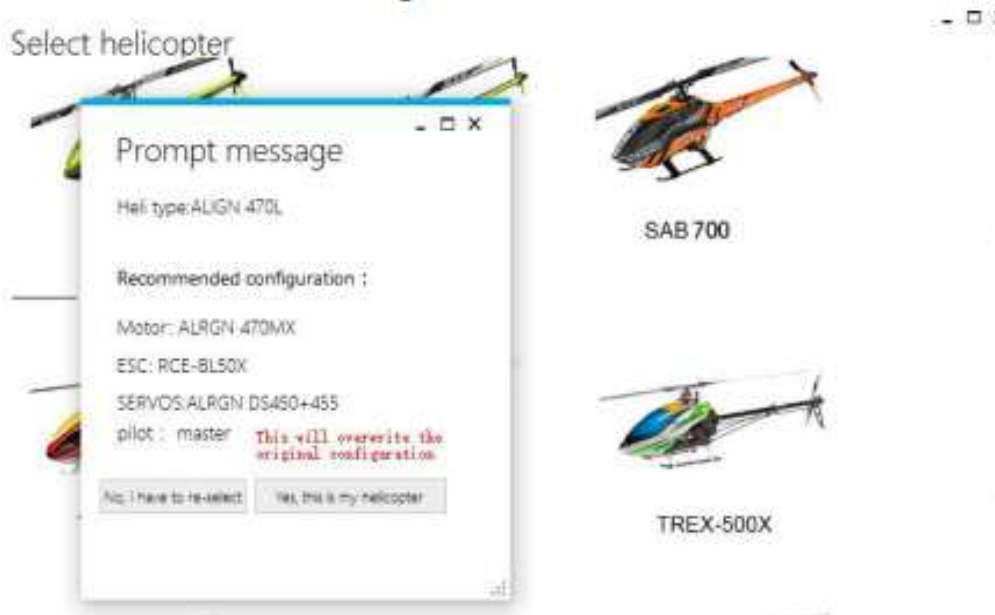 Select helicopter
Prompt message
Heli type:ALIGN 470L
Recommended configuration :
Motor: ALRGN 470MX
ESC: RCE-BL50X
SERVOS:ALRGN DS450+455
pilot : master
This will overwrite the
original configuration
No, I have to re-select
Yes, this is my helicopter
SAB 700
TREX-500X